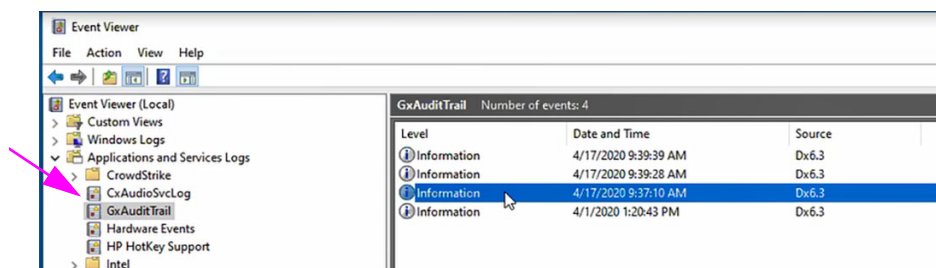 Event Viewer
File Action View Help
Event Viewer (Local)
Custom Views
Windows Logs
Applications and Services Logs
CrowdStrike
CxAudioSvcLog
GxAuditTrail
Hardware Events
HP HotKey Support
Intel
GxAuditTrail Number of events: 4
Level Date and Time Source
Information 4/17/2020 9:39:39 AM Dx6.3
Information 4/17/2020 9:39:28 AM Dx6.3
Information 4/17/2020 9:37:10 AM Dx6.3
Information 4/1/2020 1:20:43 PM Dx6.3